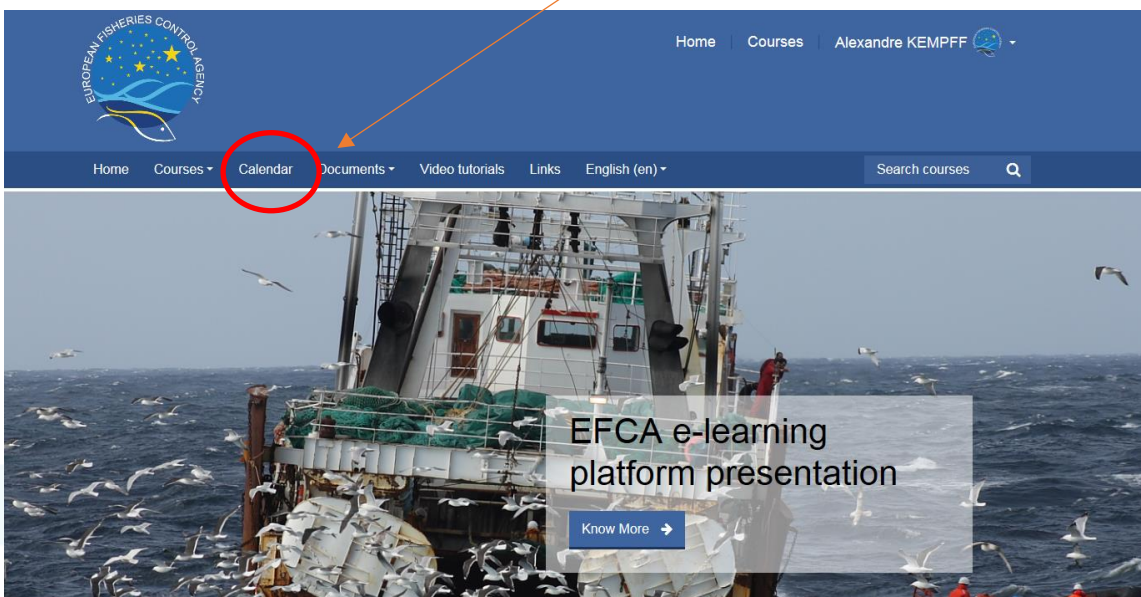 EUROPEAN FISHERIES CONTROL AGENCY
Home Courses Alexandre KEMPFF
Home Courses Calendar Documents Video tutorials Links English (en) Search courses
EFCA e-learning
platform presentation
Know More